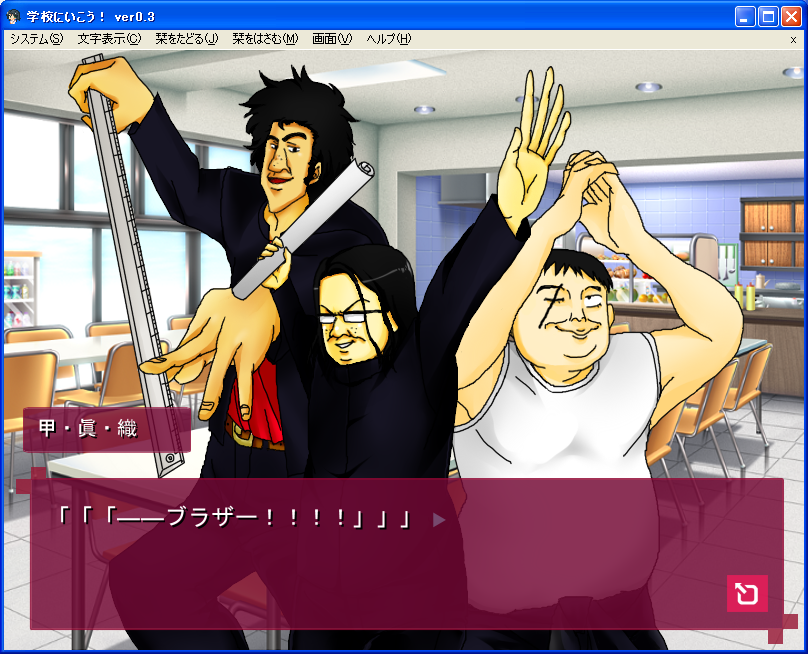 学校にいこう！ ver0.3
システム(S) 文字表示(C) 栞をたどる(J) 栞をはさむ(M) 画面(V) ヘルプ(H) x
甲・眞・織
「「「――ブラザー！！！！」」」